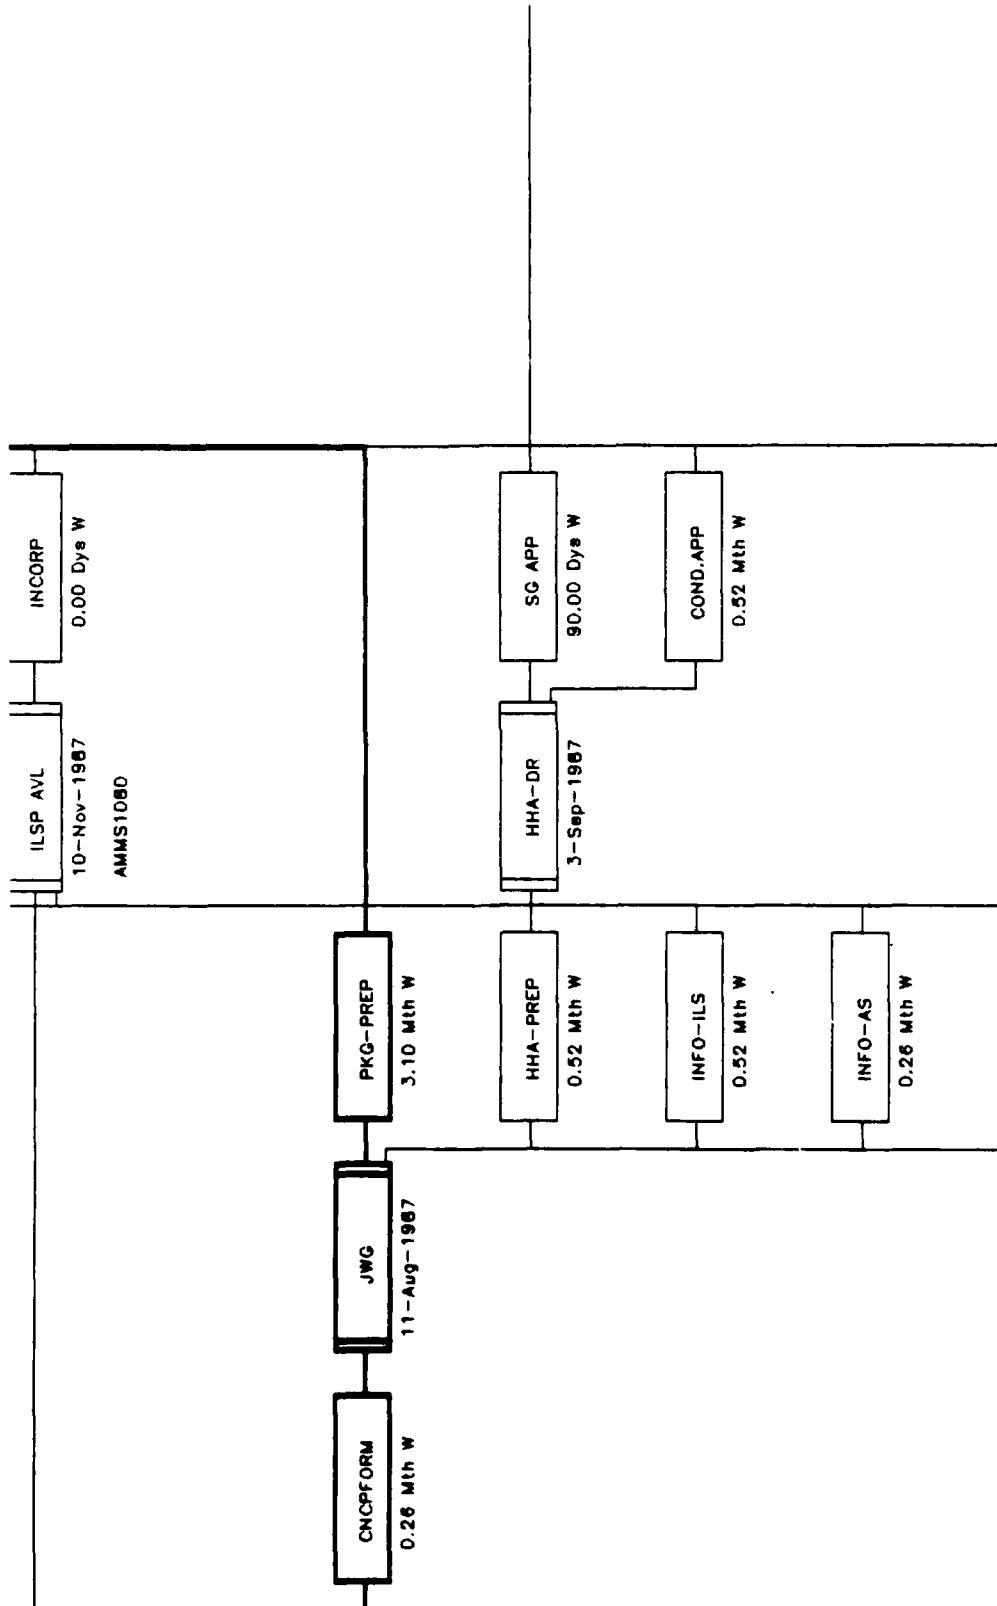 ILSP AVL
10-Nov-1987
AMMS1080
INCORP
0.00 Dys W
CNCPFORM
0.26 Mth W
JWG
11-Aug-1987
PKG-PREP
3.10 Mth W
HHA-PREP
0.52 Mth W
HHA-DR
3-Sep-1987
SG APP
90.00 Dys W
INFO-ILS
0.52 Mth W
COND.APP
0.52 Mth W
INFO-AS
0.26 Mth W